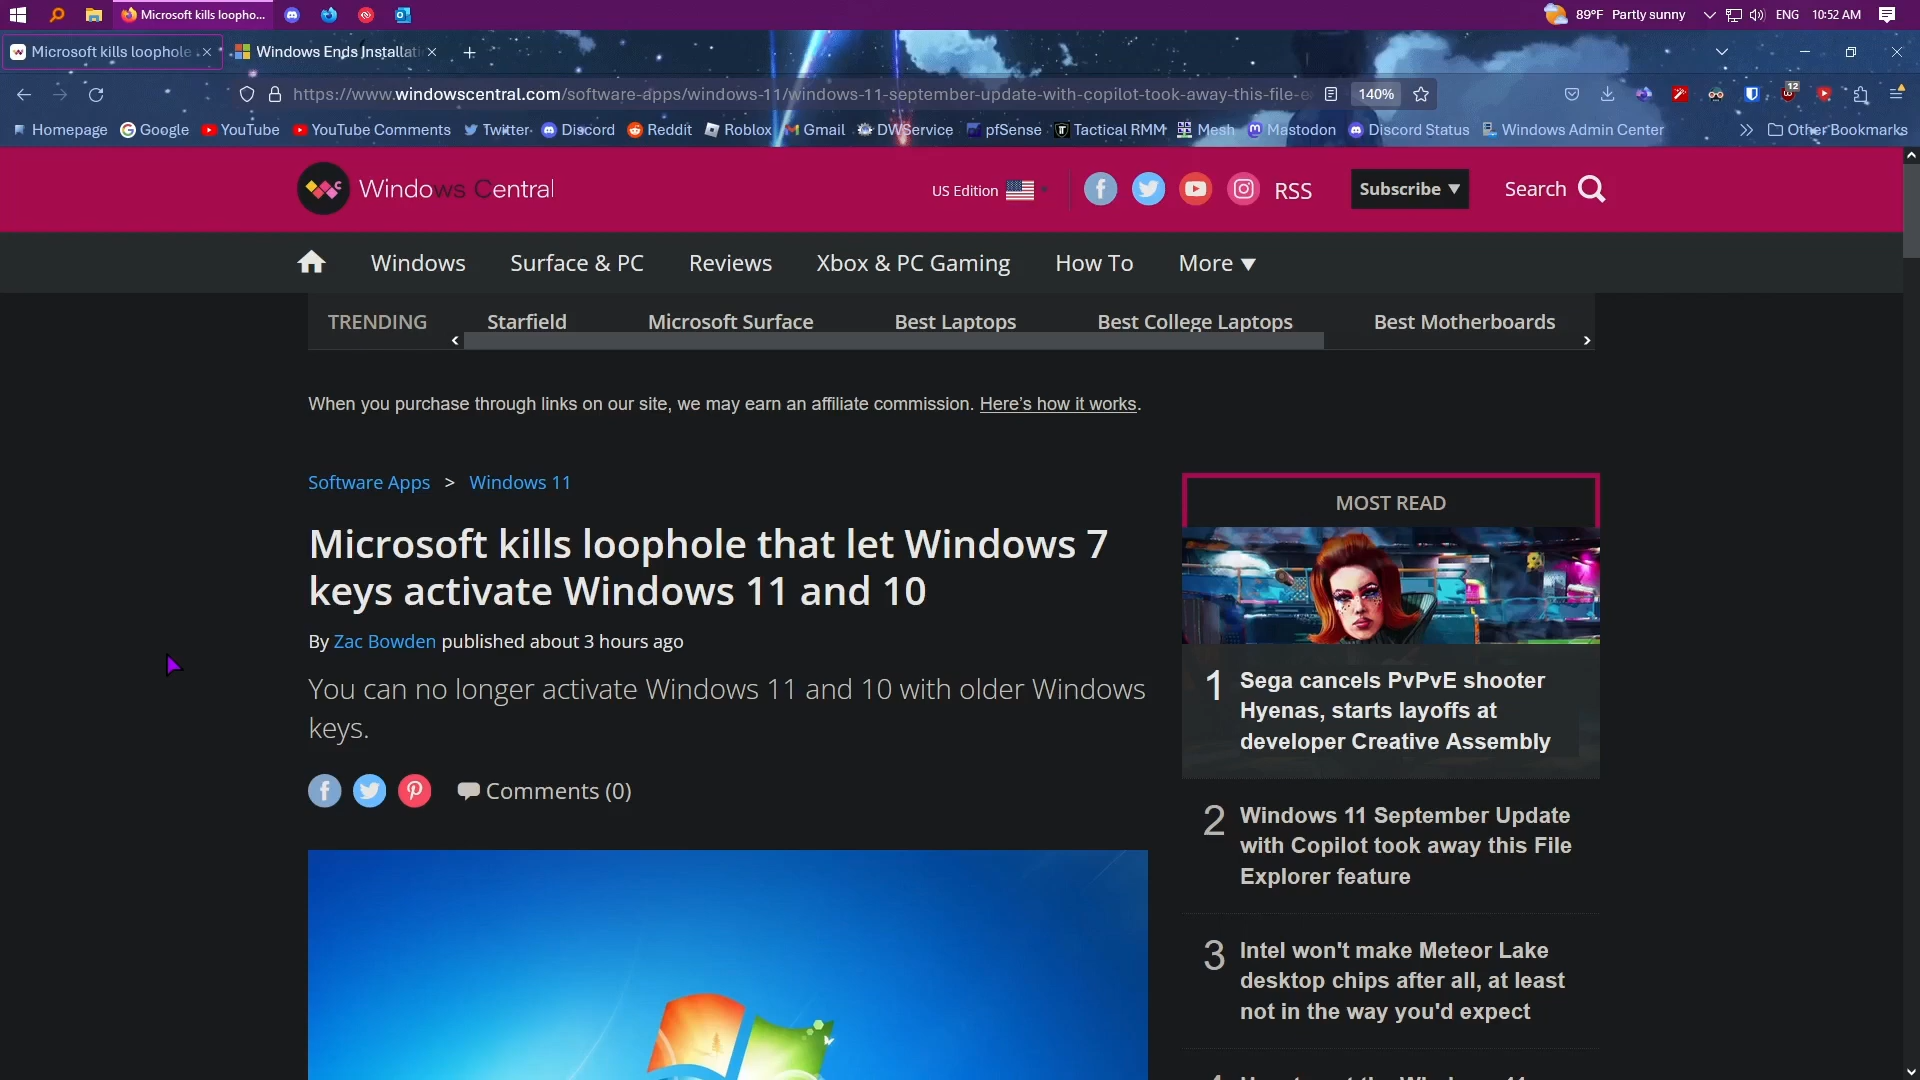 Microsoft kills loopho...
89°F Partly sunny
ENG
10:52 AM
Microsoft kills loophole
Windows Ends Installati
https://www.windowscentral.com/software-apps/windows-11/windows-11-september-update-with-copilot-took-away-this-file-e
140%
12
Homepage
Google
YouTube
YouTube Comments
Twitter
Discord
Reddit
Roblox
Gmail
DWService
pfSense
Tactical RMM
Mesh
Mastodon
Discord Status
Windows Admin Center
Other Bookmarks
Windows Central
US Edition
RSS
Subscribe ▼
Search
Windows
Surface & PC
Reviews
Xbox & PC Gaming
How To
More ▼
TRENDING
Starfield
Microsoft Surface
Best Laptops
Best College Laptops
Best Motherboards
When you purchase through links on our site, we may earn an affiliate commission. Here’s how it works.
Software Apps > Windows 11
Microsoft kills loophole that let Windows 7
keys activate Windows 11 and 10
By Zac Bowden published about 3 hours ago
You can no longer activate Windows 11 and 10 with older Windows
keys.
Comments (0)
MOST READ
1 Sega cancels PvPvE shooter
Hyenas, starts layoffs at
developer Creative Assembly
2 Windows 11 September Update
with Copilot took away this File
Explorer feature
3 Intel won't make Meteor Lake
desktop chips after all, at least
not in the way you'd expect